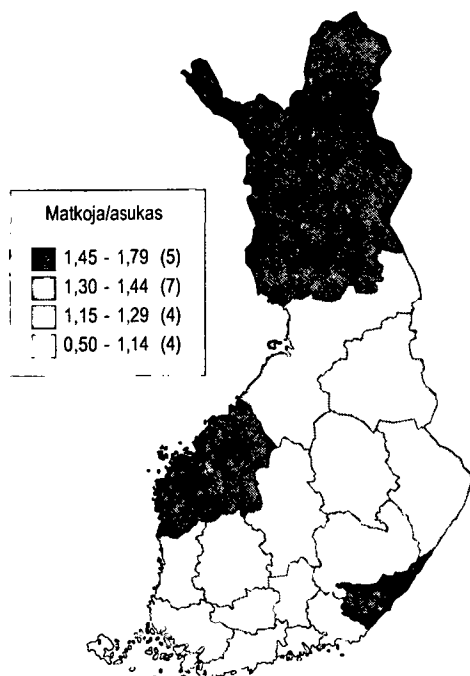 Matkoja/asukas
1,45 - 1,79 (5)
1,30 - 1,44 (7)
1,15 - 1,29 (4)
0,50 - 1,14 (4)